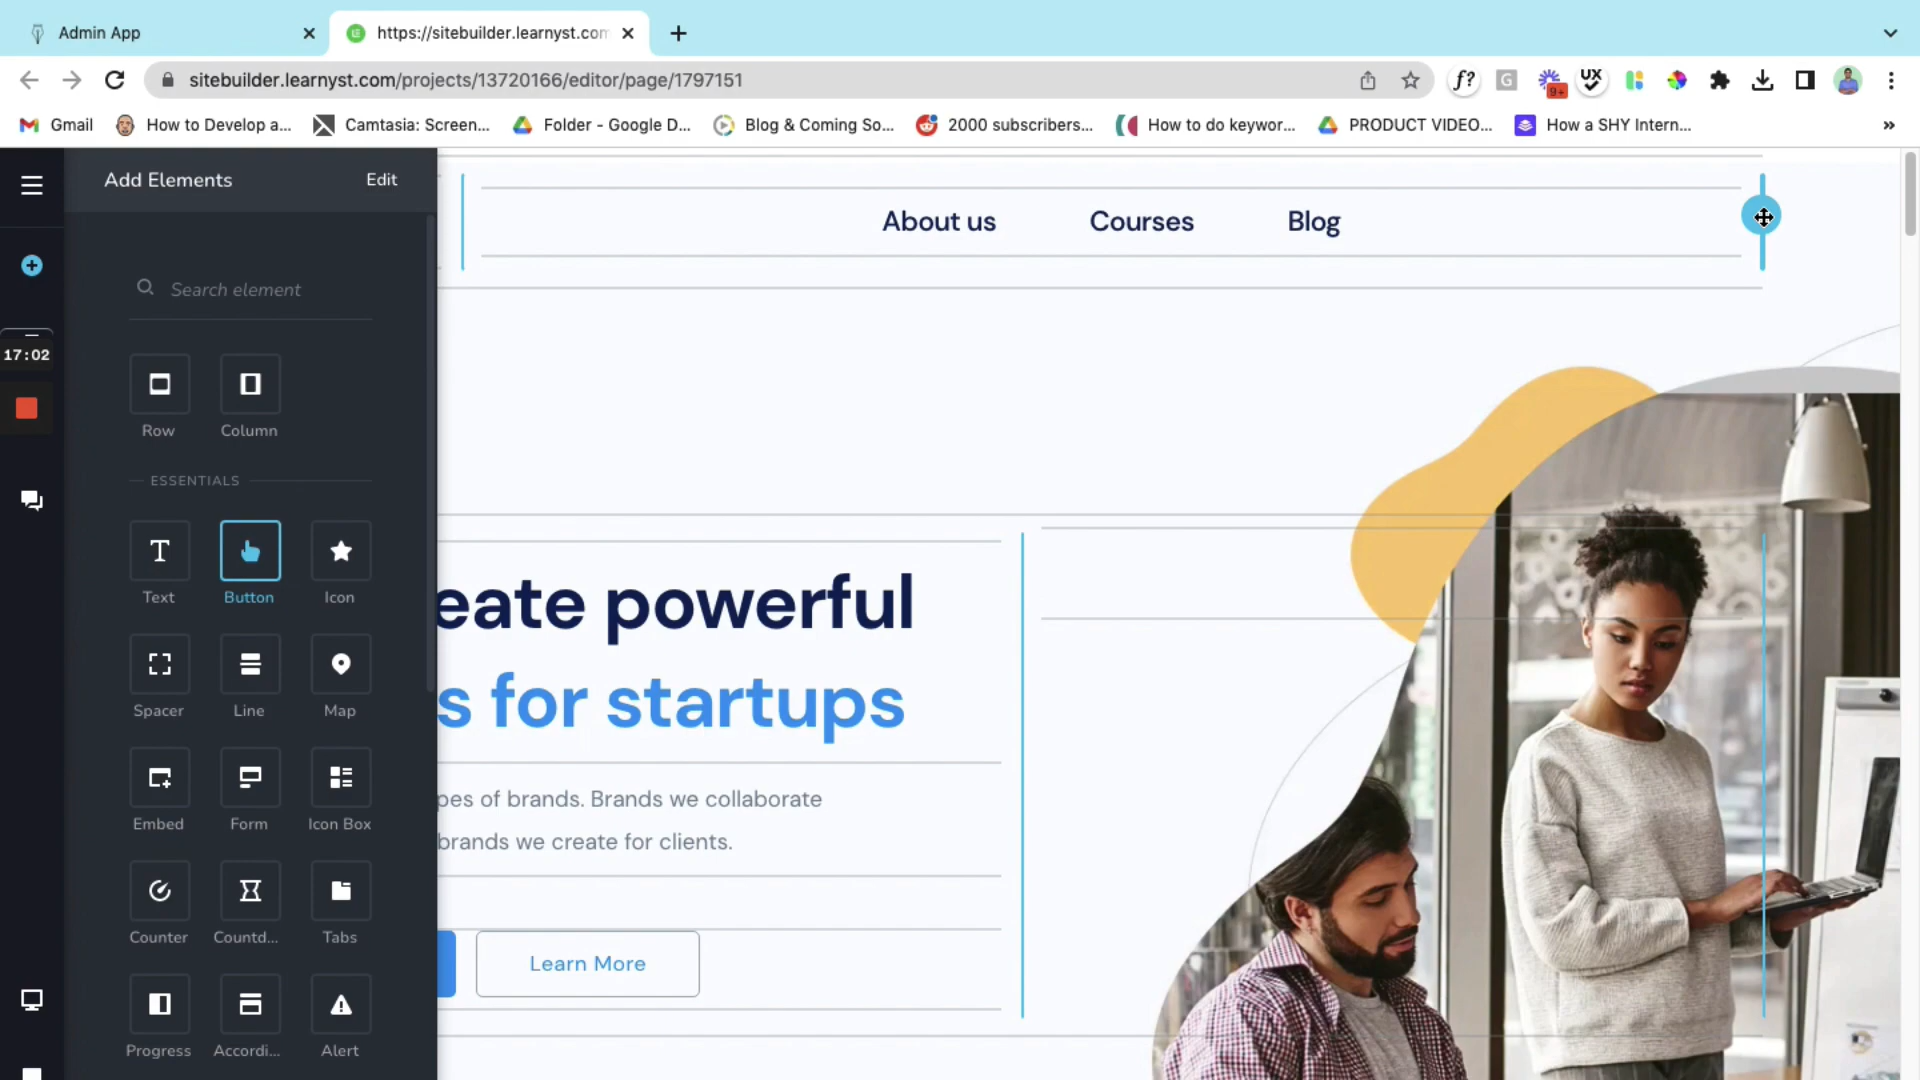 Admin App
https://sitebuilder.learnyst.com
sitebuilder.learnyst.com/projects/13720166/editor/page/1797151
f?
G
9+
UX
Gmail
How to Develop a...
Camtasia: Screen...
Folder - Google D...
Blog & Coming So...
2000 subscribers...
How to do keywor...
PRODUCT VIDEO...
How a SHY Intern...
»
Add Elements
Edit
About us
Courses
Blog
Search element
17:02
Row
Column
ESSENTIALS
Text
Button
Icon
eate powerful
Spacer
Line
Map
s for startups
pes of brands. Brands we collaborate
Embed
Form
Icon Box
brands we create for clients.
Counter
Countd...
Tabs
Learn More
Progress
Accordi...
Alert